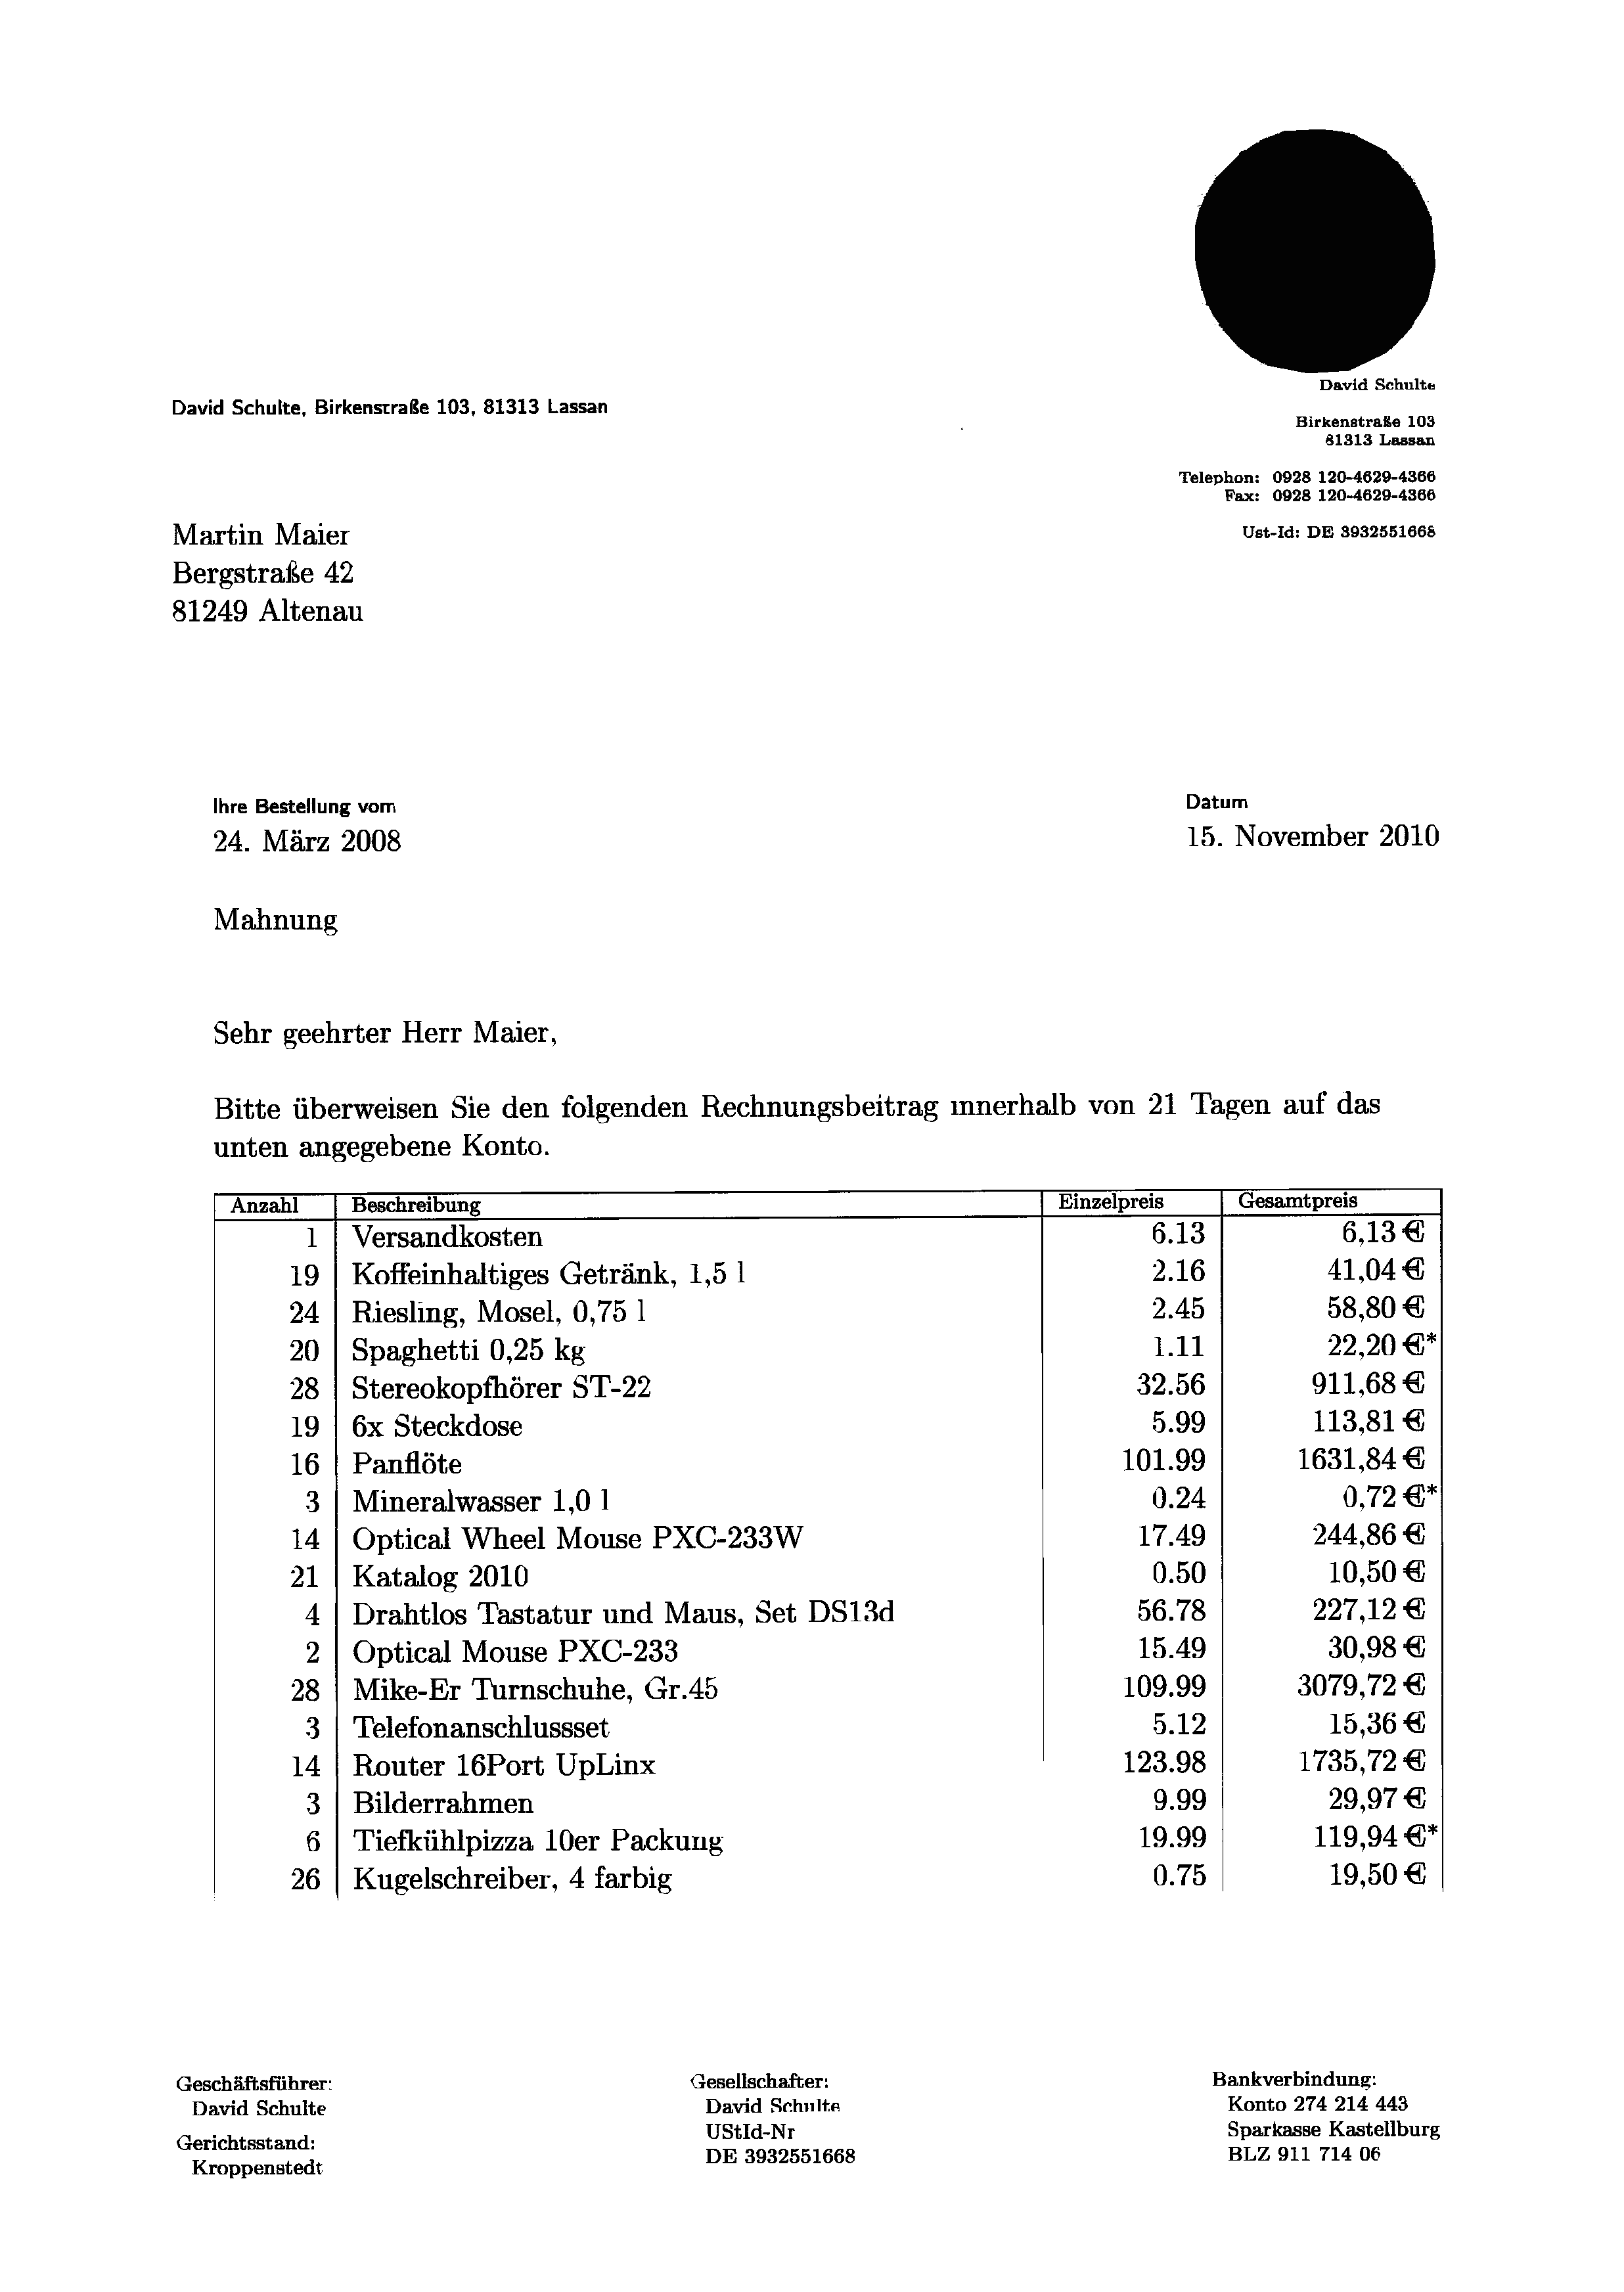 David Schulte
David Schulte, Birkenstraße 103, 81313 Lassan
Birkenstraße 103
81313 Lassan
Telephon: 0928 120-4629-4366
Fax: 0928 120-4629-4366
Ust-Id: DE 3932551668
Martin Maier
Bergstraße 42
81249 Altenau
Ihre Bestellung vom
24. März 2008
Datum
15. November 2010
Mahnung
Sehr geehrter Herr Maier,
Bitte überweisen Sie den folgenden Rechnungsbeitrag innerhalb von 21 Tagen auf das
unten angegebene Konto.
Anzahl Beschreibung Einzelpreis Gesamtpreis
1 Versandkosten 6.13 6,13 €
19 Koffeinhaltiges Getränk, 1,5 l 2.16 41,04 €
24 Riesling, Mosel, 0,75 l 2.45 58,80 €
20 Spaghetti 0,25 kg 1.11 22,20 €*
28 Stereokopfhörer ST-22 32.56 911,68 €
19 6x Steckdose 5.99 113,81 €
16 Panflöte 101.99 1631,84 €
3 Mineralwasser 1,0 l 0.24 0,72 €*
14 Optical Wheel Mouse PXC-233W 17.49 244,86 €
21 Katalog 2010 0.50 10,50 €
4 Drahtlos Tastatur und Maus, Set DS13d 56.78 227,12 €
2 Optical Mouse PXC-233 15.49 30,98 €
28 Mike-Er Turnschuhe, Gr.45 109.99 3079,72 €
3 Telefonanschlussset 5.12 15,36 €
14 Router 16Port UpLinx 123.98 1735,72 €
3 Bilderrahmen 9.99 29,97 €
6 Tiefkühlpizza 10er Packung 19.99 119,94 €*
26 Kugelschreiber, 4 farbig 0.75 19,50 €
Geschäftsführer:
David Schulte
Gerichtsstand:
Kroppenstedt
Gesellschafter:
David Schulte
UStId-Nr
DE 3932551668
Bankverbindung:
Konto 274 214 443
Sparkasse Kastellburg
BLZ 911 714 06